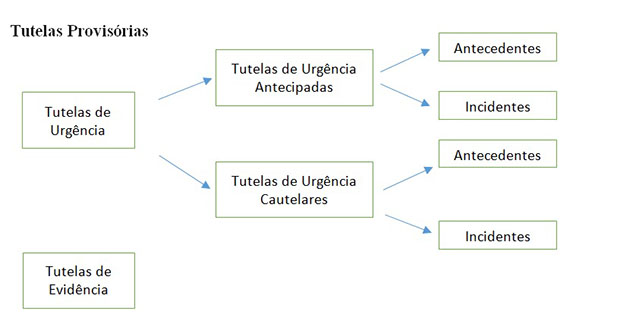 Tutelas Provisórias
Tutelas de
Urgência
Tutelas de Urgência
Antecipadas
Antecedentes
Incidentes
Tutelas de Urgência
Cautelares
Antecedentes
Incidentes
Tutelas de
Evidência